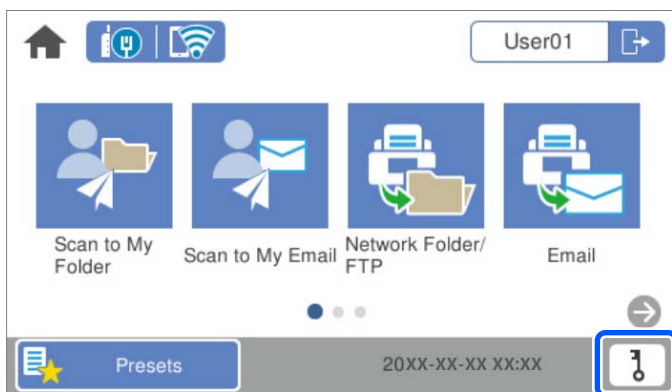 User01
Scan to My
Folder
Scan to My Email
Network Folder/
FTP
Email
Presets
20XX-XX-XX XX:XX